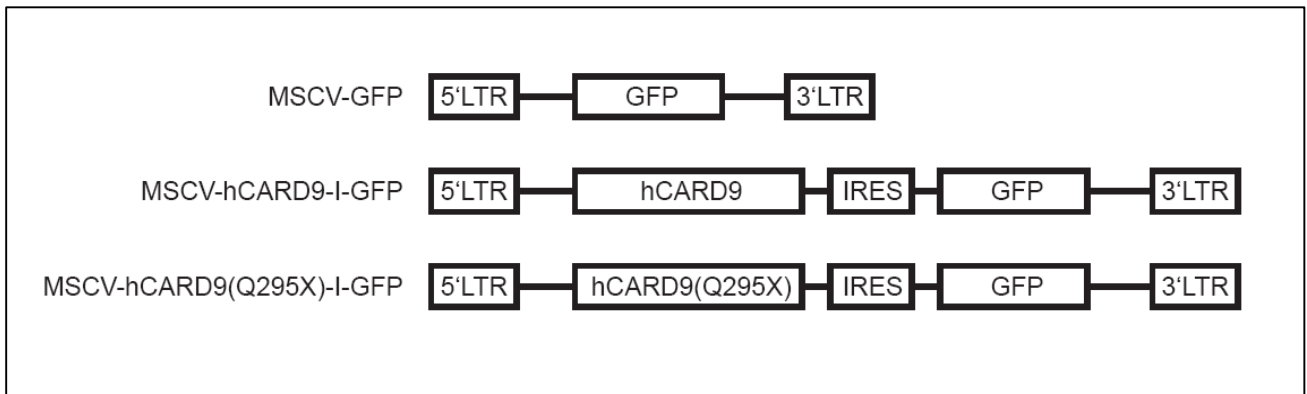 MSCV-GFP 5‘LTR GFP 3‘LTR
MSCV-hCARD9-I-GFP 5‘LTR hCARD9 IRES GFP 3‘LTR
MSCV-hCARD9(Q295X)-I-GFP 5‘LTR hCARD9(Q295X) IRES GFP 3‘LTR